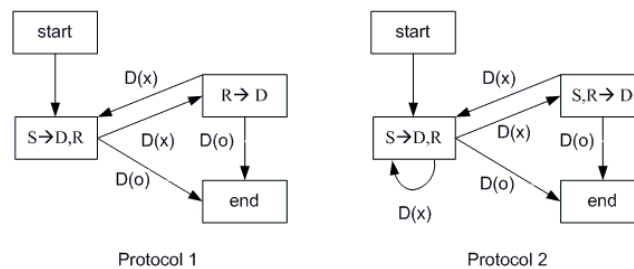 start
D(x)
R→D
S→D,R
D(x)
D(o)
D(o)
end
Protocol 1
start
D(x)
S,R→D
S→D,R
D(x)
D(o)
D(o)
D(x)
end
Protocol 2